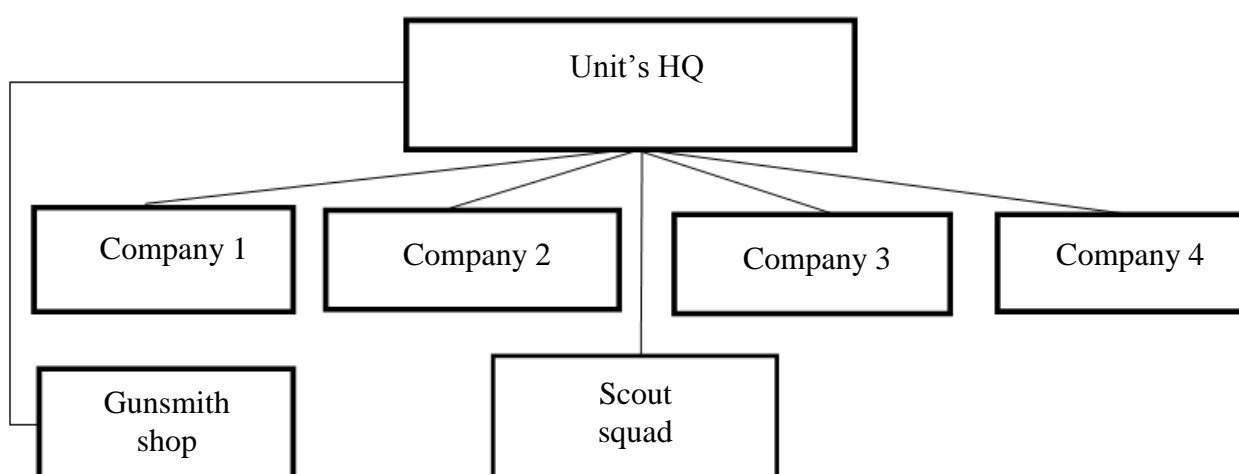 Unit’s HQ
Company 1
Company 2
Company 3
Company 4
Gunsmith
shop
Scout
squad